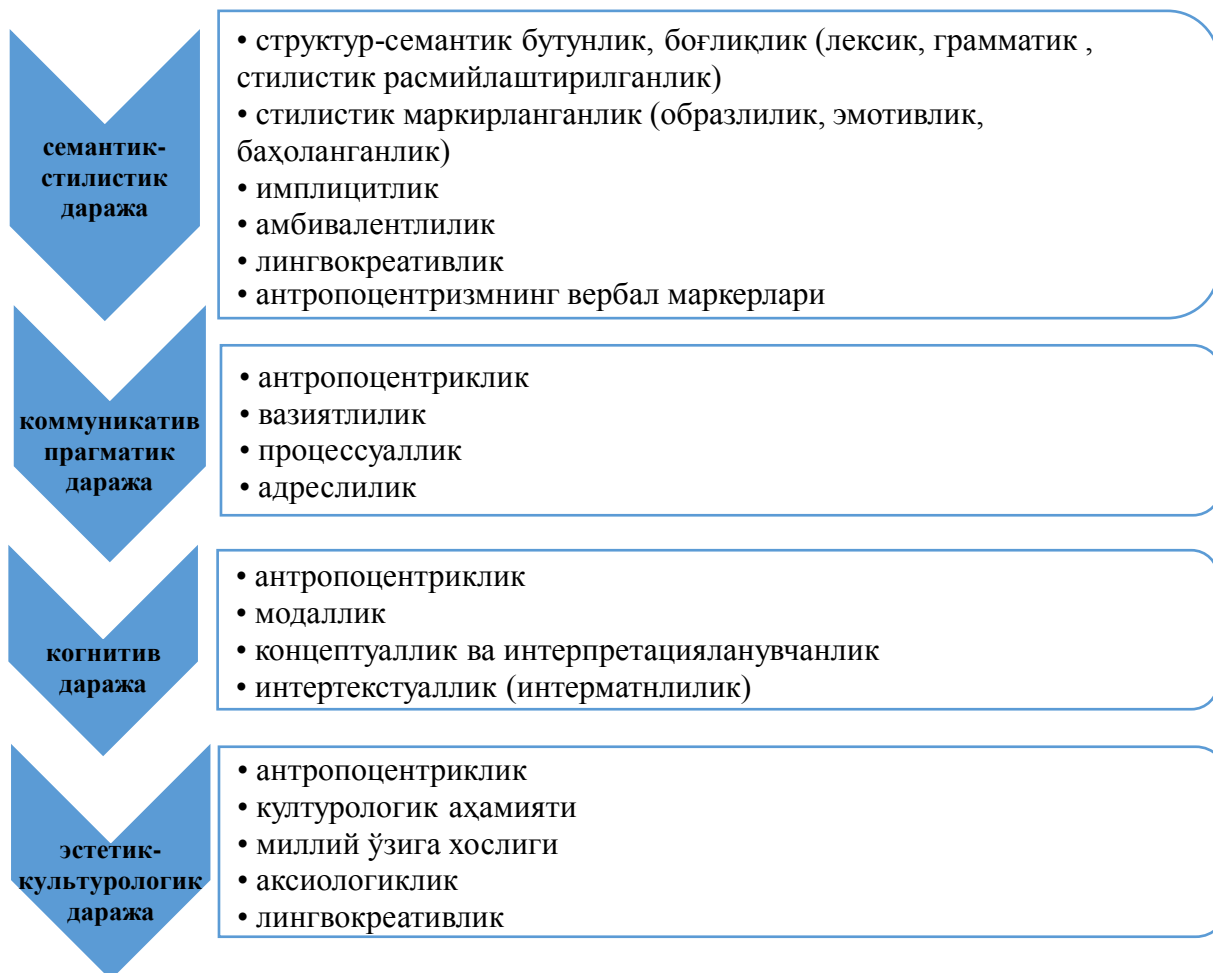 семантик-
стилистик
даража
• структур-семантик бутунлик, боғлиқлик (лексик, грамматик ,
стилистик расмийлаштирилганлик)
• стилистик маркирланганлик (образлилик, эмотивлик,
баҳоланганлик)
• имплицитлик
• амбивалентлилик
• лингвокреативлик
• антропоцентризмнинг вербал маркерлари
коммуникатив
прагматик
даража
• антропоцентриклик
• вазиятлилик
• процессуаллик
• адреслилик
когнитив
даража
• антропоцентриклик
• модаллик
• концептуаллик ва интерпретацияланувчанлик
• интертекстуаллик (интерматнлилик)
эстетик-
культурологик
даража
• антропоцентриклик
• културологик аҳамияти
• миллий ўзига хослиги
• аксиологиклик
• лингвокреативлик